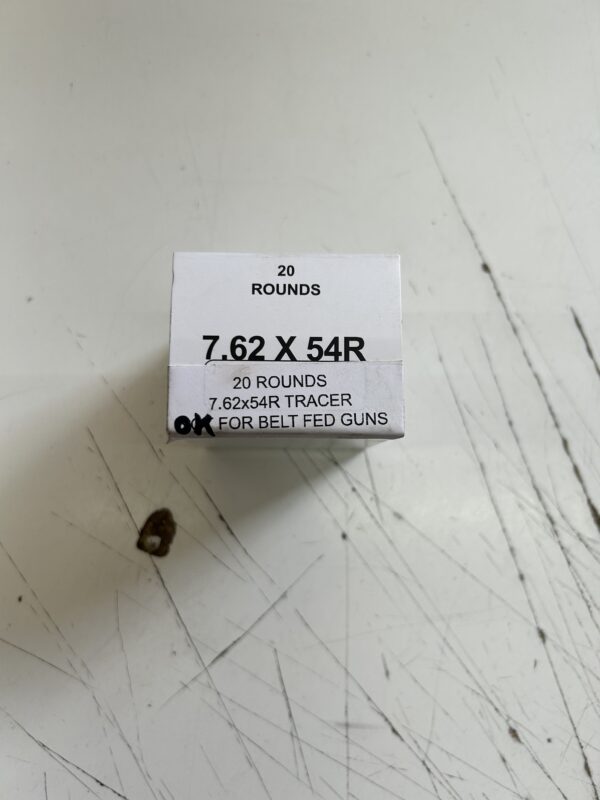 20
ROUNDS
7.62 X 54R
20 ROUNDS
7.62x54R TRACER
OK FOR BELT FED GUNS